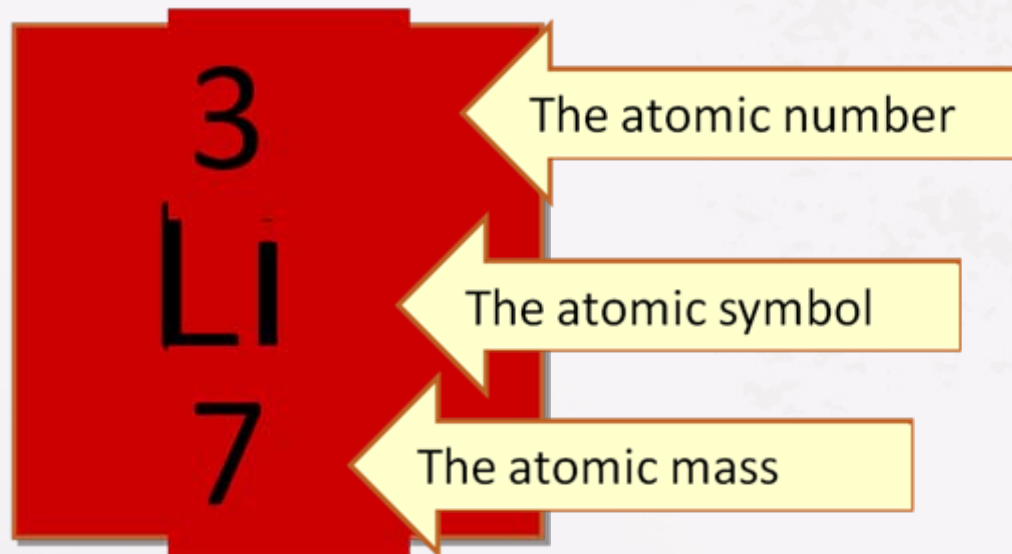 3
The atomic number
Li
The atomic symbol
7
The atomic mass